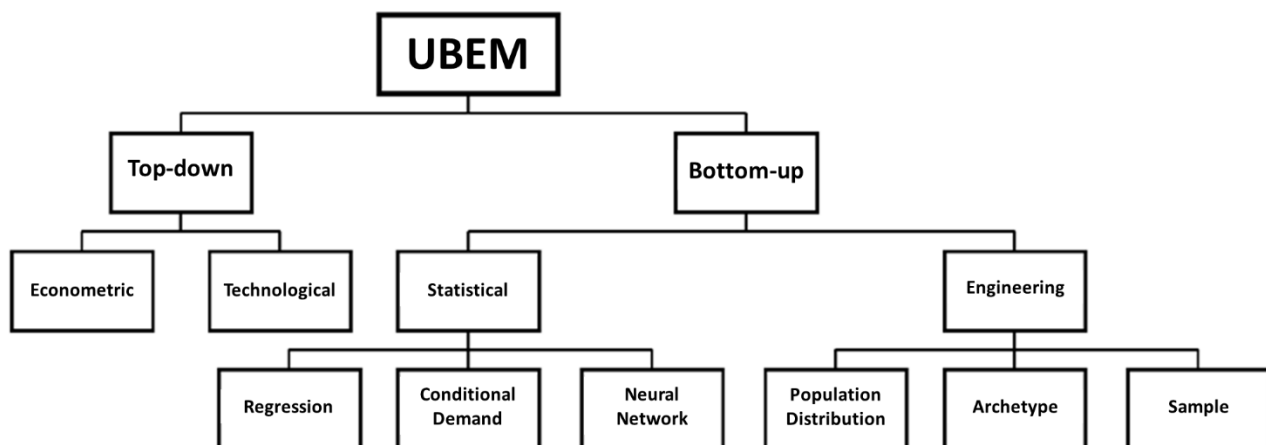 UBEM
Top-down
Bottom-up
Econometric
Technological
Statistical
Engineering
Regression
Conditional
Demand
Neural
Network
Population
Distribution
Archetype
Sample